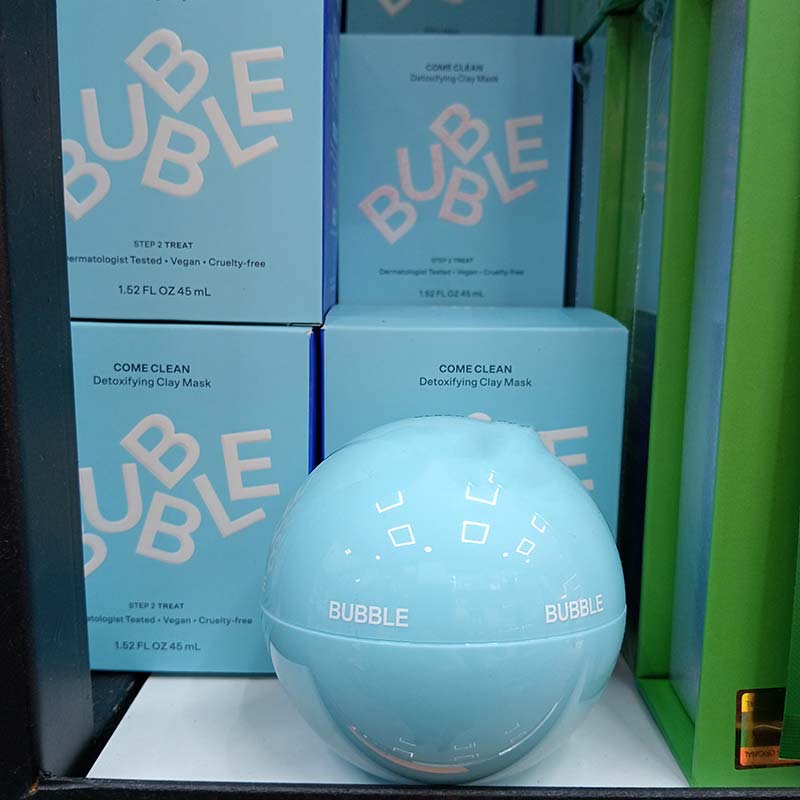 BUBBLE
STEP 2 TREAT
ermatologist Tested • Vegan • Cruelty-free
1.52 FL OZ 45 mL
COME CLEAN
Detoxifying Clay Mask
BUBBLE
STEP 2 TREAT
Dermatologist Tested • Vegan • Cruelty-free
1.52 FL OZ 45 mL
COME CLEAN
Detoxifying Clay Mask
BUBBLE
STEP 2 TREAT
atologist Tested • Vegan • Cruelty-free
1.52 FL OZ 45 mL
COME CLEAN
Detoxifying Clay Mask
BUBBLE
BUBBLE